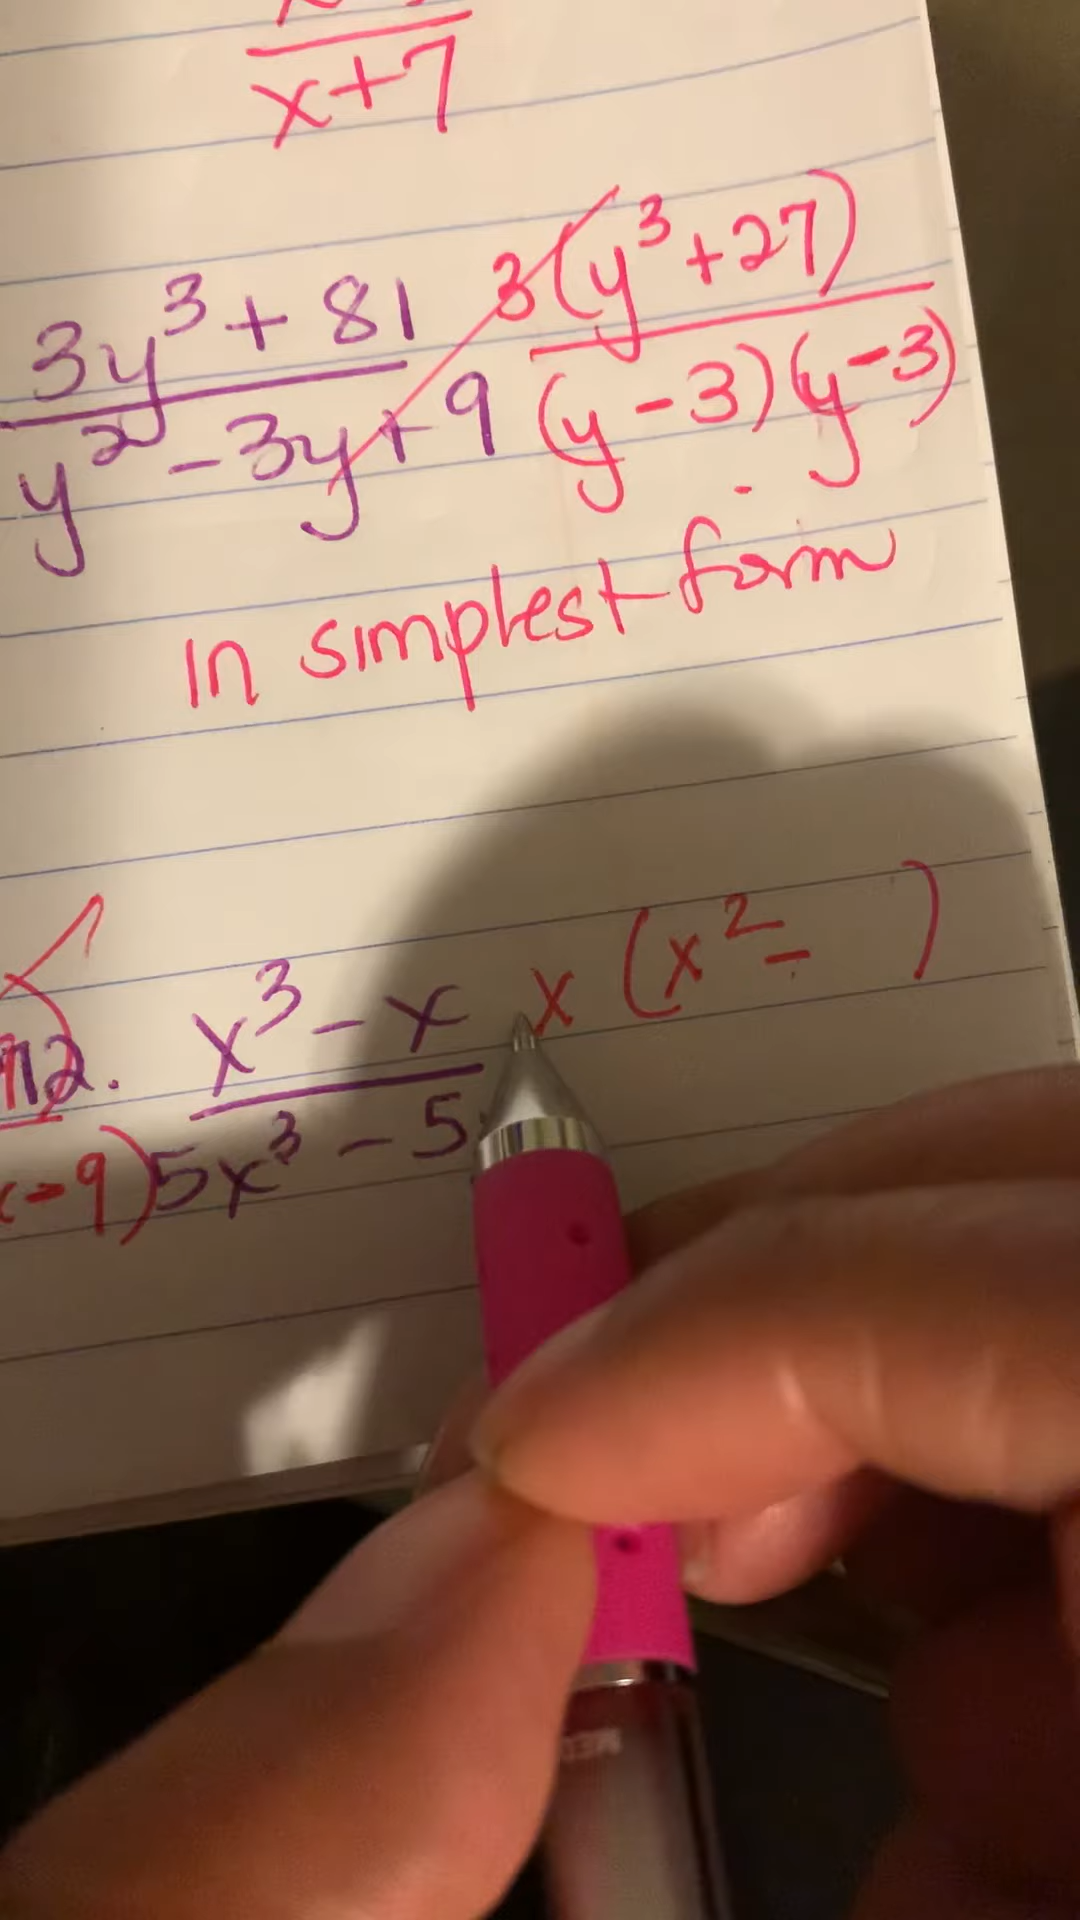 x+7
3y³+81 3(y³+27)
y²-3y+9 (y-3)(y-3)
in simplest form
12. x³-x x(x²- )
-9) 5x³-5